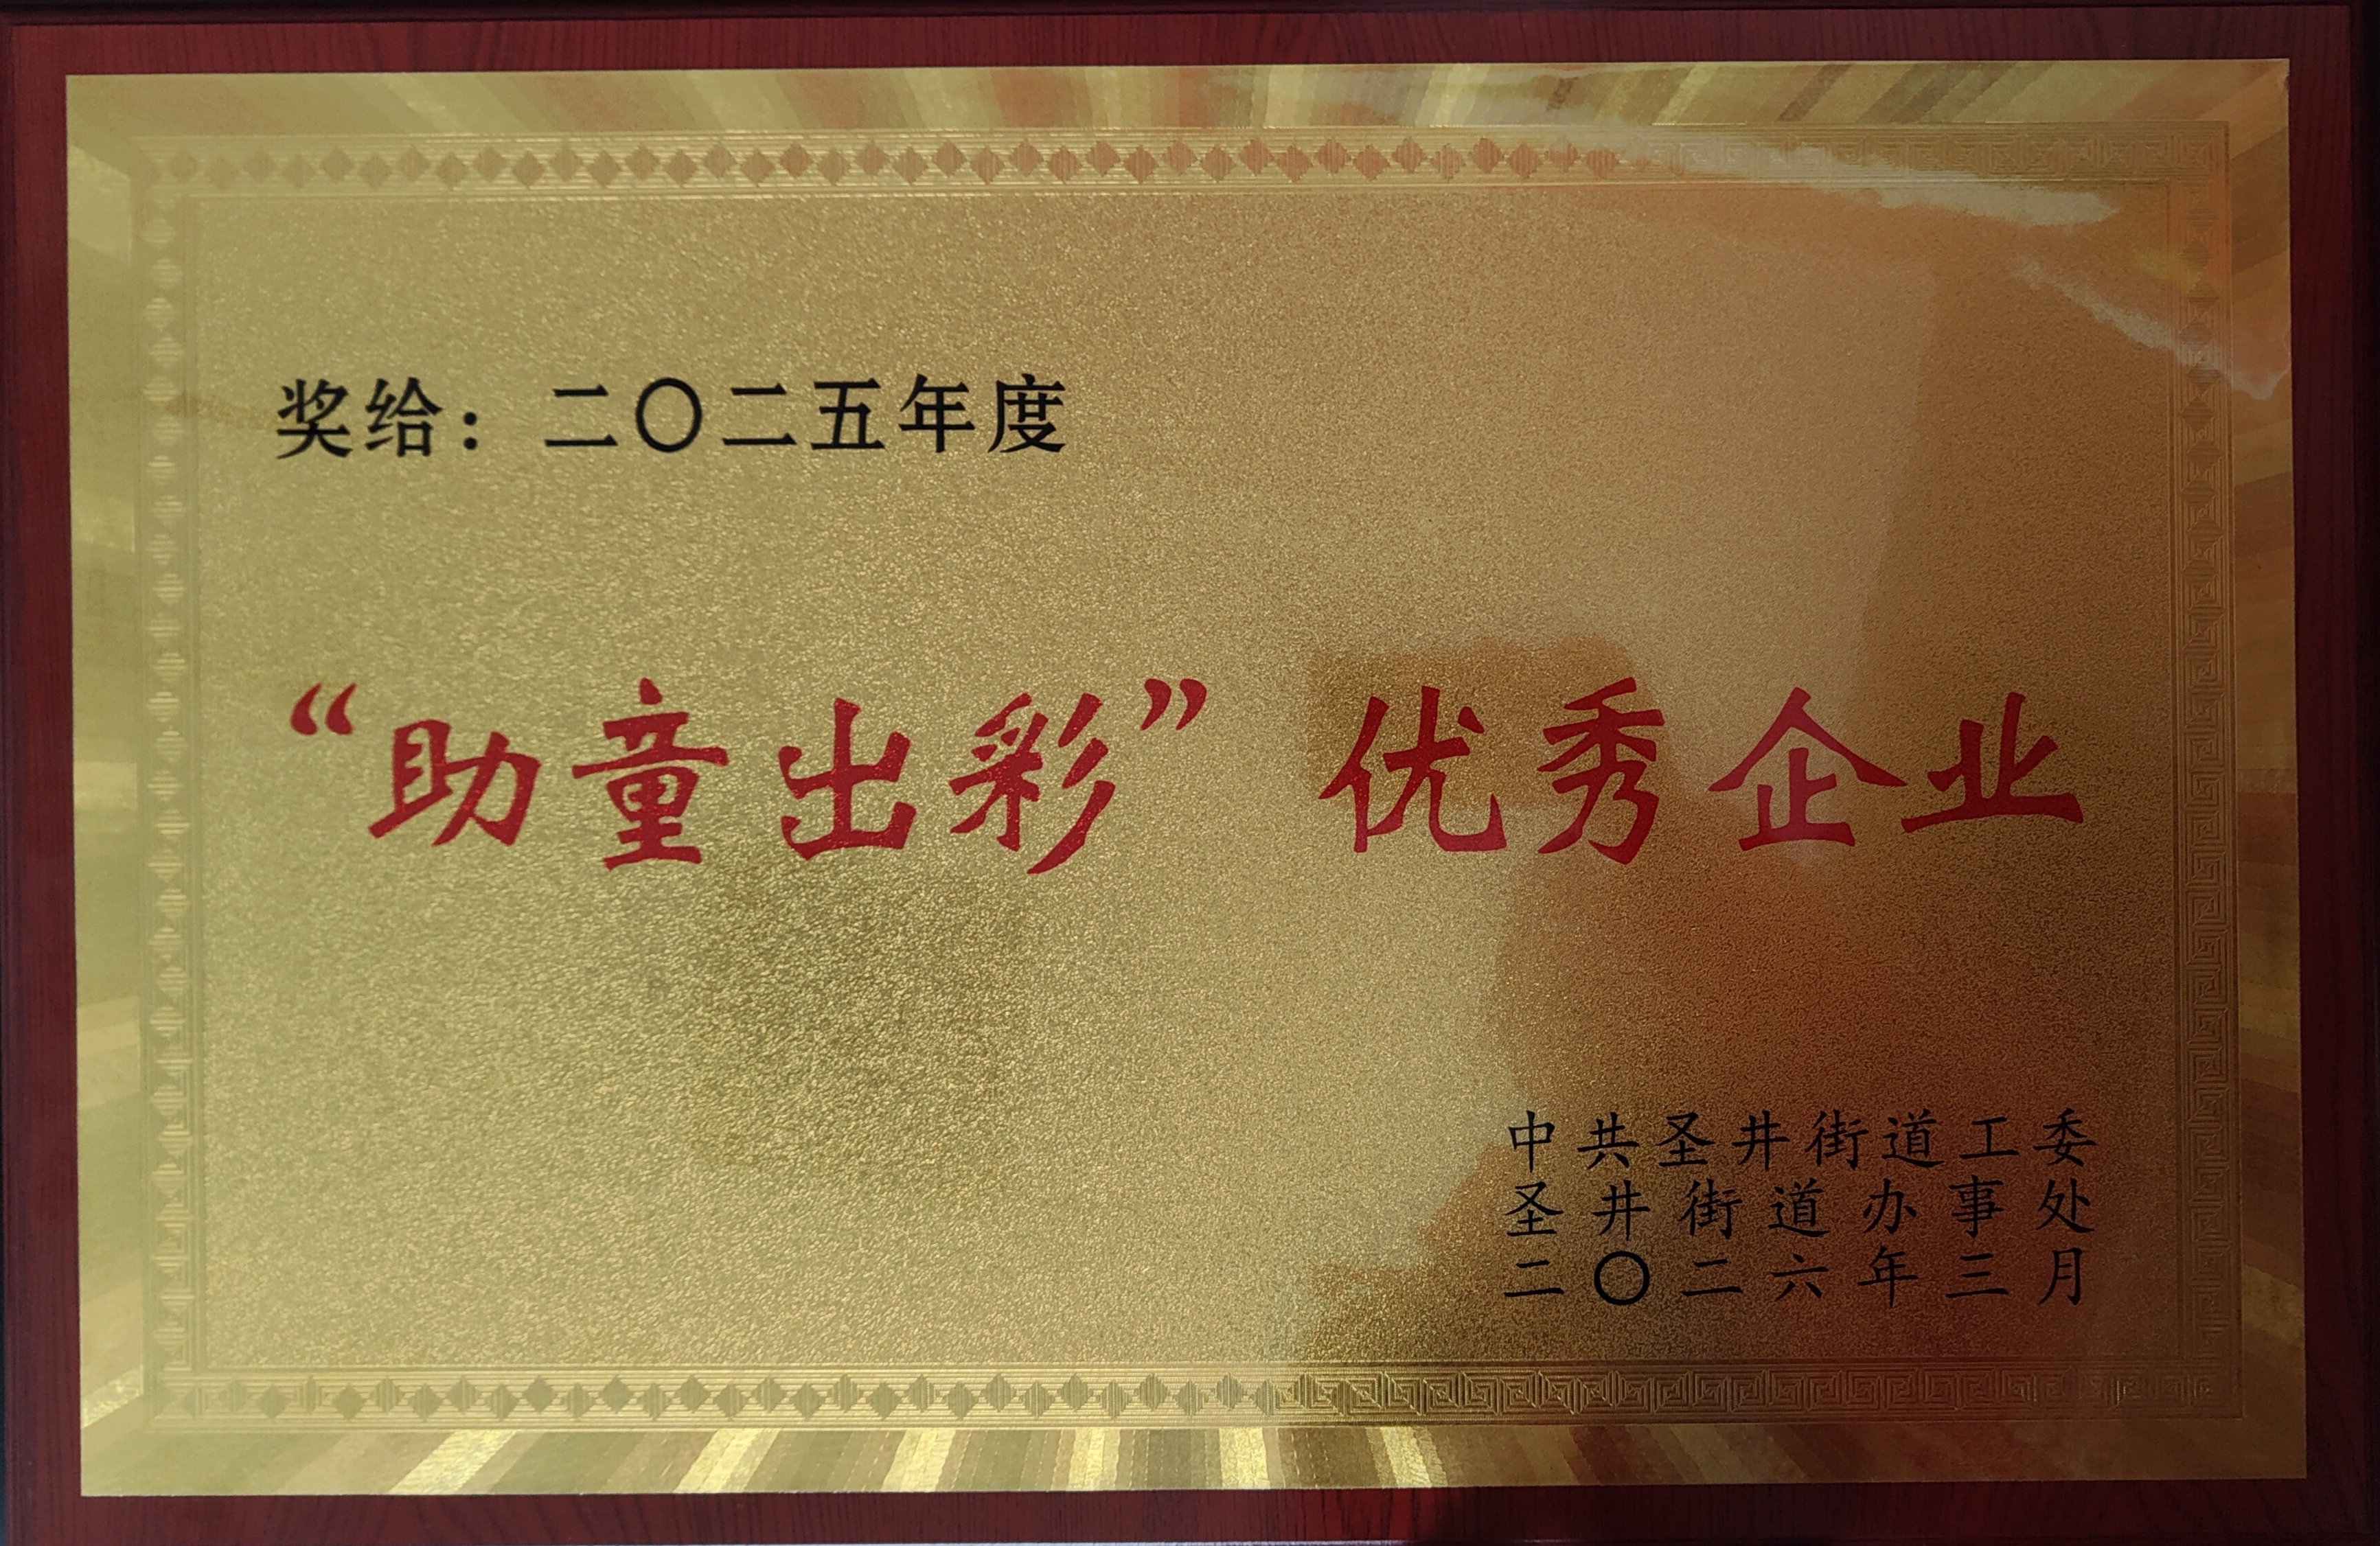 奖给：二〇二五年度
“助童出彩”优秀企业
中共圣井街道工委
圣井街道办事处
二〇二六年三月